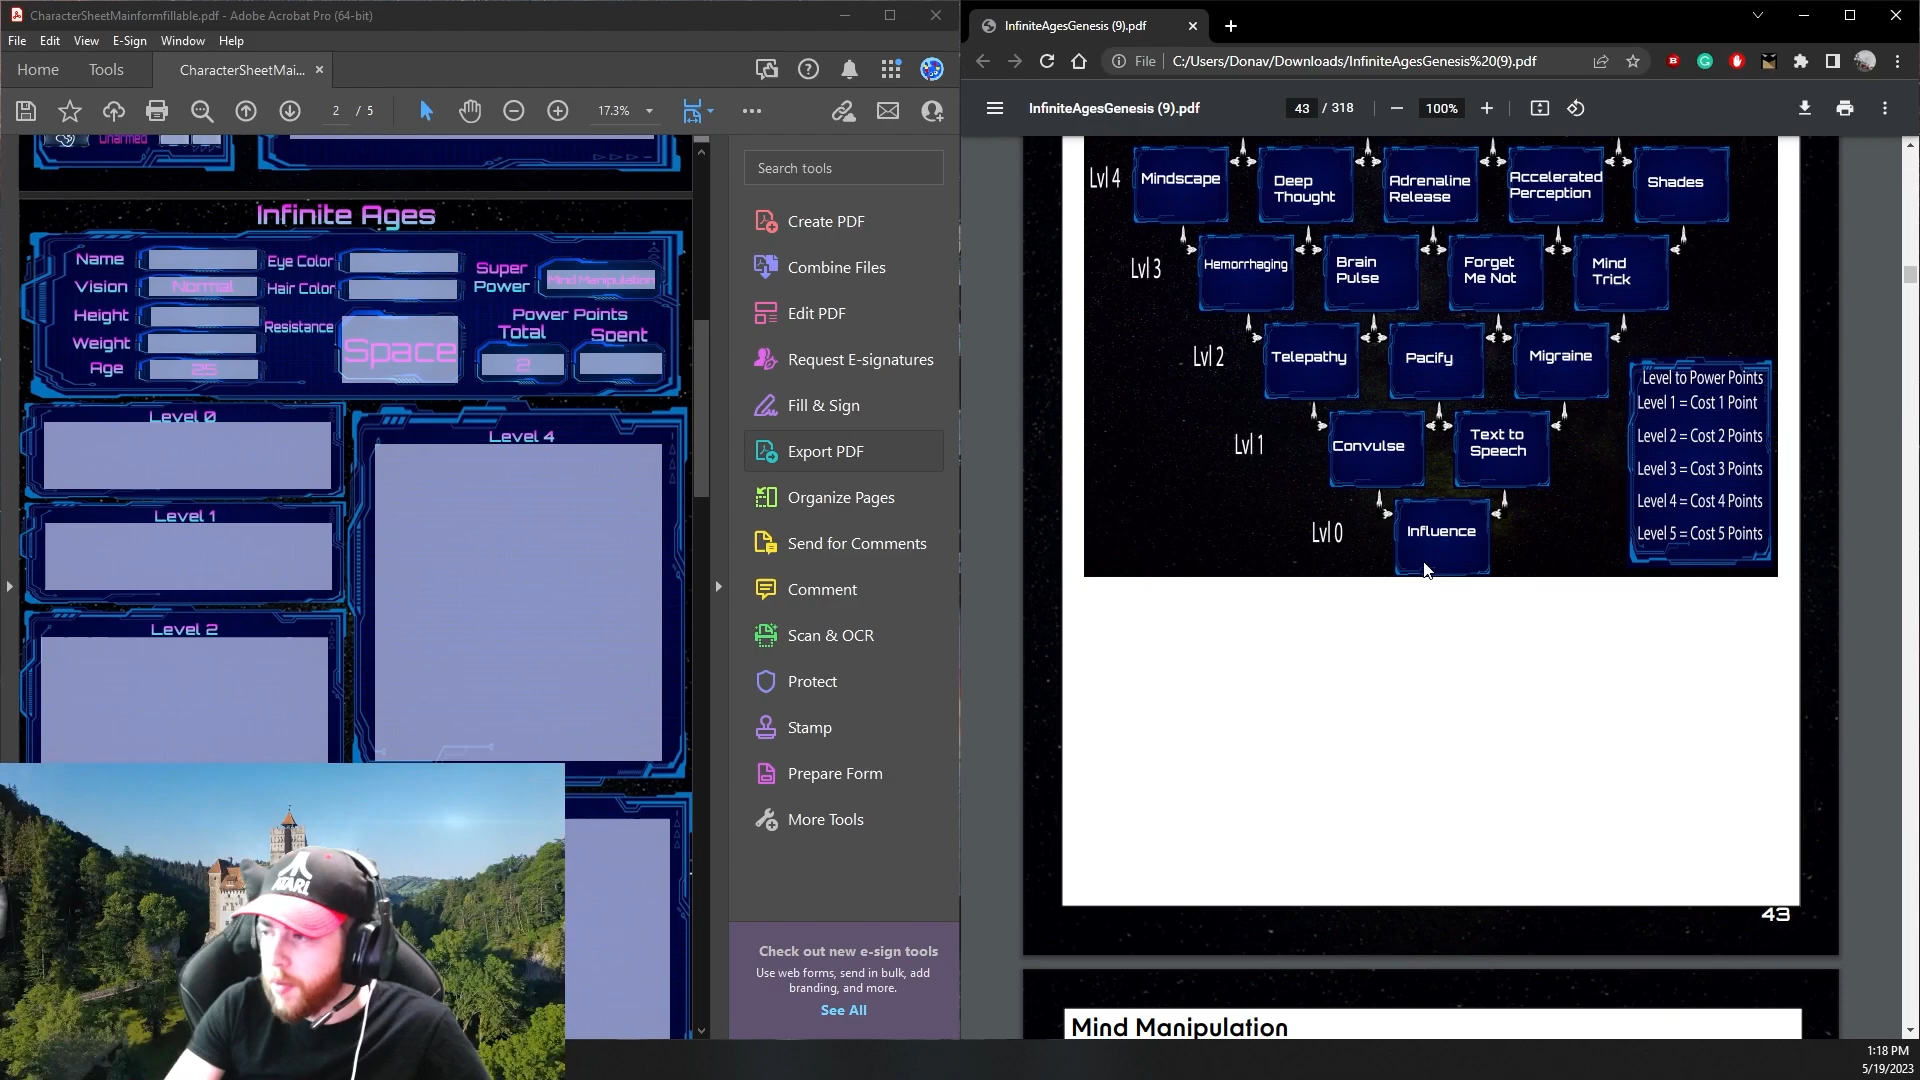 CharacterSheetMainformfillable.pdf - Adobe Acrobat Pro (64-bit)
File Edit View E-Sign Window Help
Home Tools CharacterSheetMai... ×
2 / 5 17.3%
Unarmed
Infinite Ages
Name
Vision Normal
Height
Weight
Age 25
Eye Color
Hair Color
Resistance Space
Super Power Mind Manipulation
Power Points
Total Spent
2
Level 0
Level 1
Level 2
Level 4
ATARI
Search tools
Create PDF
Combine Files
Edit PDF
Request E-signatures
Fill & Sign
Export PDF
Organize Pages
Send for Comments
Comment
Scan & OCR
Protect
Stamp
Prepare Form
More Tools
Check out new e-sign tools
Use web forms, send in bulk, add
branding, and more.
See All
InfiniteAgesGenesis (9).pdf
File C:/Users/Donav/Downloads/InfiniteAgesGenesis%20(9).pdf
InfiniteAgesGenesis (9).pdf 43 / 318 100%
Lvl 4 Mindscape
Deep
Thought
Adrenaline
Release
Accelerated
Perception
Shades
Lvl 3 Hemorrhaging
Brain
Pulse
Forget
Me Not
Mind
Trick
Lvl 2 Telepathy Pacify Migraine
Lvl 1 Convulse
Text to
Speech
Lvl 0 Influence
Level to Power Points
Level 1 = Cost 1 Point
Level 2 = Cost 2 Points
Level 3 = Cost 3 Points
Level 4 = Cost 4 Points
Level 5 = Cost 5 Points
43
Mind Manipulation
1:18 PM
5/19/2023